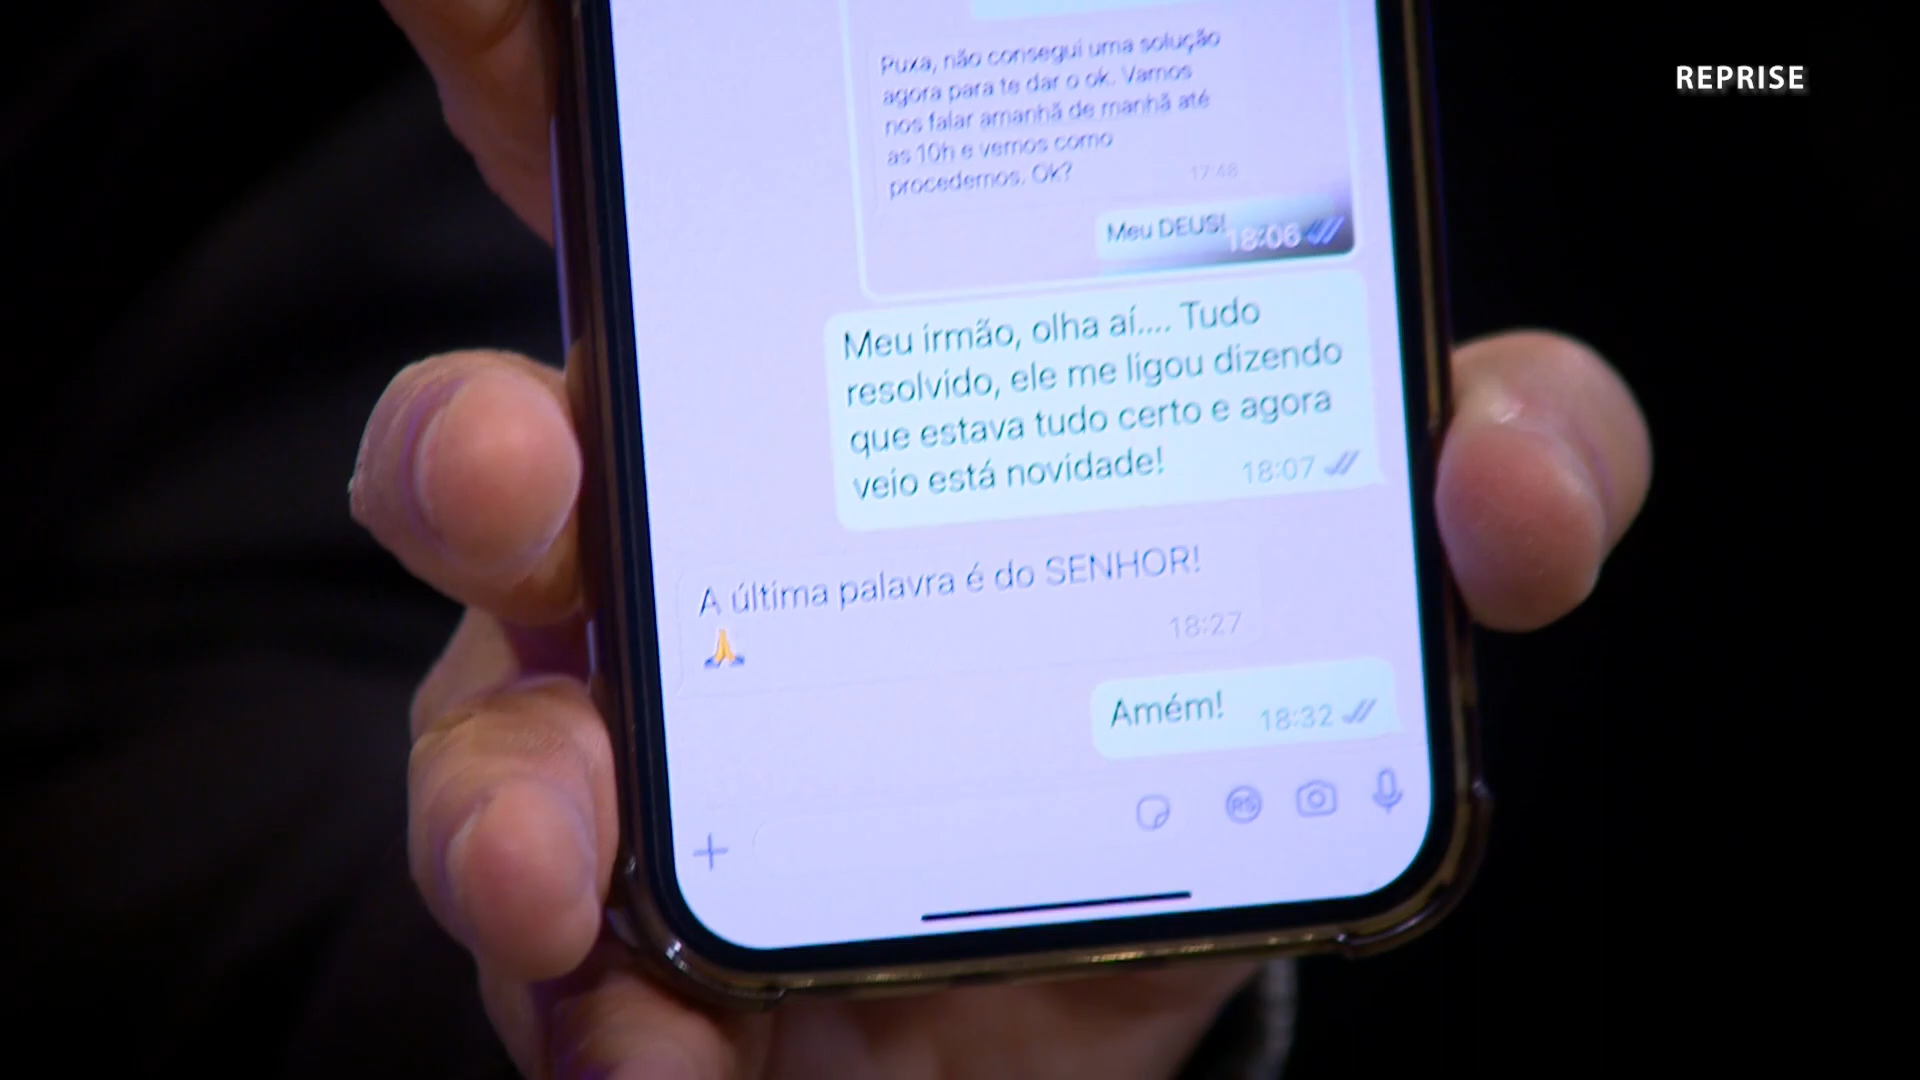 REPRISE
Puxa, não consegui uma solução
agora para te dar o ok. Vamos
nos falar amanhã de manhã até
as 10h e vemos como
procedemos. Ok?
17:48
Meu DEUS!
18:06
Meu irmão, olha aí.... Tudo
resolvido, ele me ligou dizendo
que estava tudo certo e agora
veio está novidade!
18:07
A última palavra é do SENHOR!
🙏
18:27
Amém!
18:32
R$